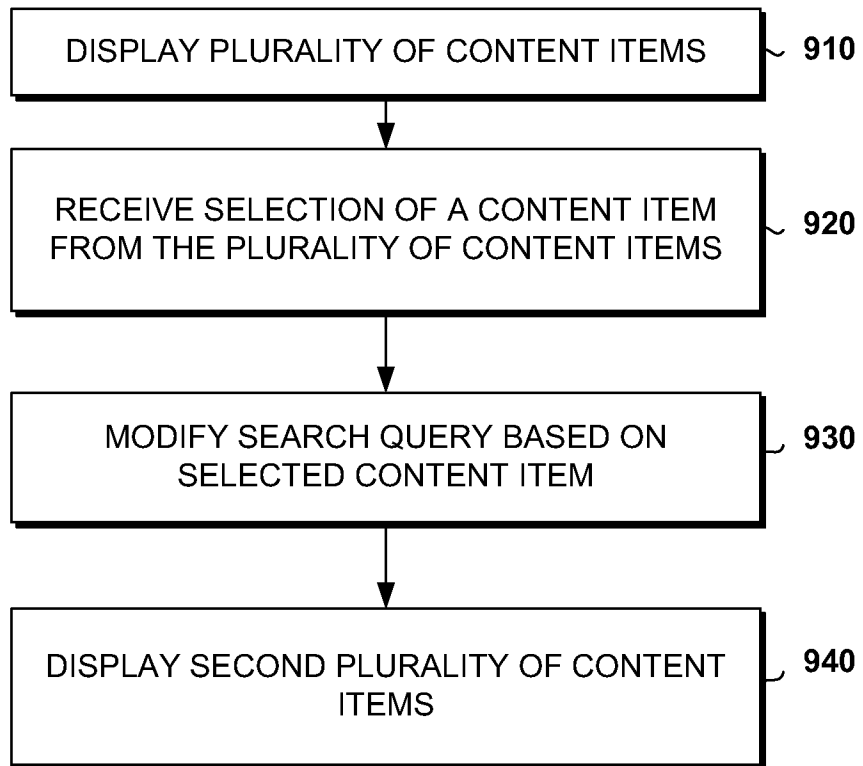 DISPLAY PLURALITY OF CONTENT ITEMS
910
RECEIVE SELECTION OF A CONTENT ITEM
FROM THE PLURALITY OF CONTENT ITEMS
920
MODIFY SEARCH QUERY BASED ON
SELECTED CONTENT ITEM
930
DISPLAY SECOND PLURALITY OF CONTENT
ITEMS
940